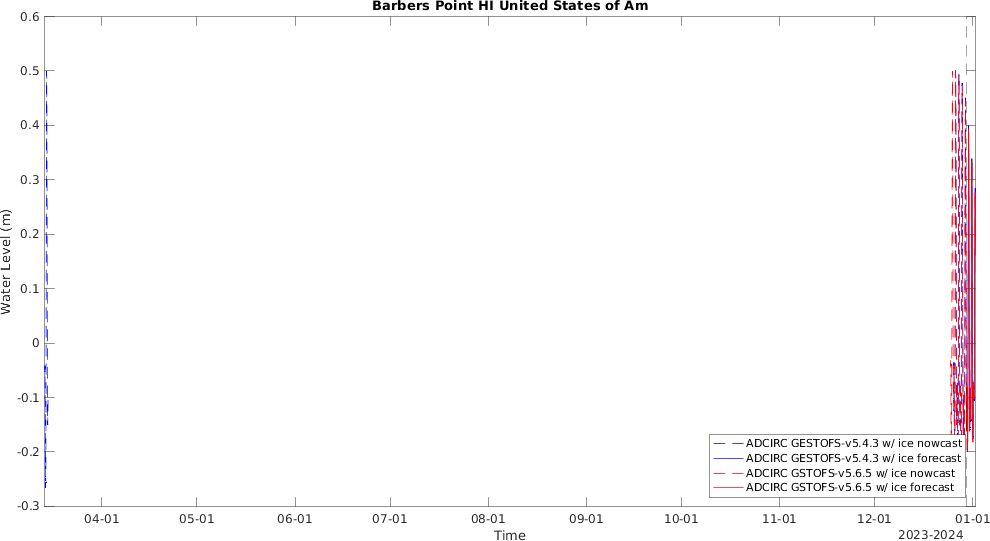 Barbers Point HI United States of Am
0.6
0.5
0.4
0.3
0.2
0.1
0
-0.1
-0.2
-0.3
Water Level (m)
ADCIRC GESTOFS-v5.4.3 w/ ice nowcast
ADCIRC GESTOFS-v5.4.3 w/ ice forecast
ADCIRC GSTOFS-v5.6.5 w/ ice nowcast
ADCIRC GSTOFS-v5.6.5 w/ ice forecast
04-01 05-01 06-01 07-01 08-01 09-01 10-01 11-01 12-01 01-01
Time
2023-2024